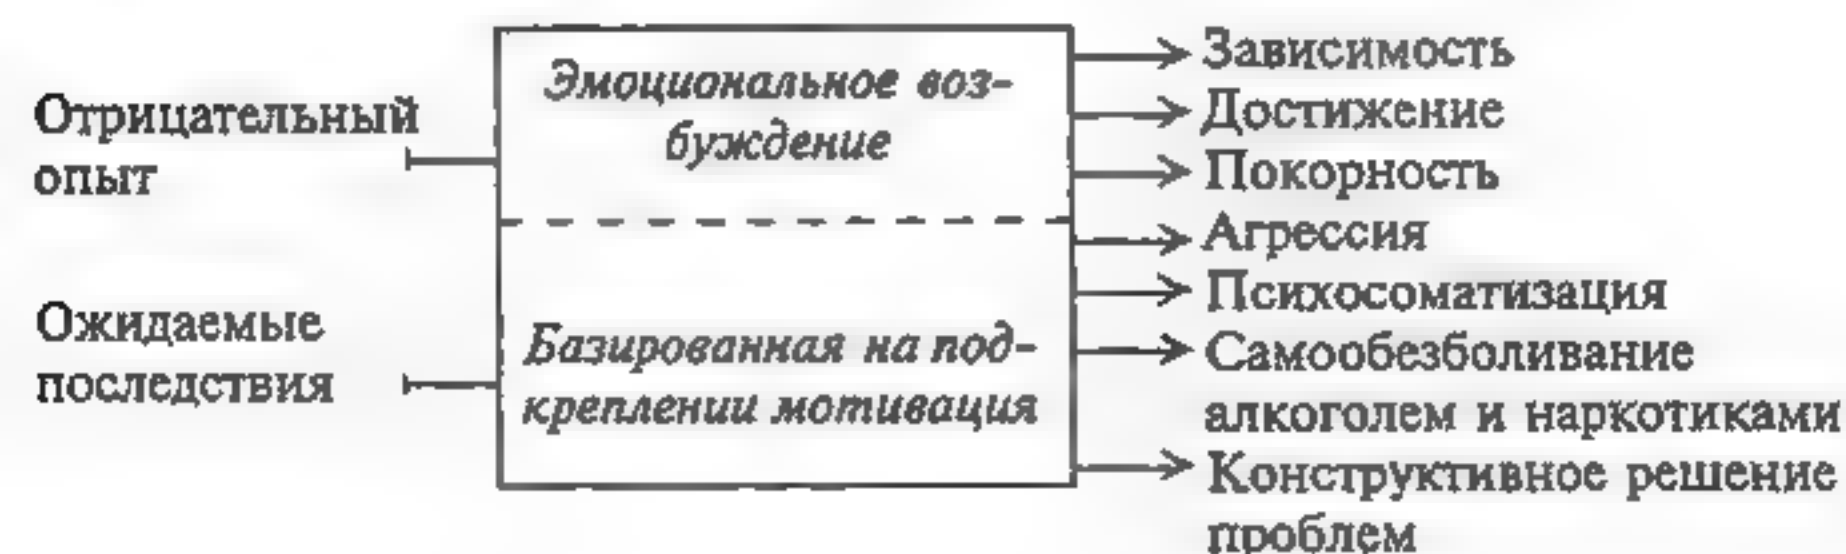 Отрицательный
опыт
Ожидаемые
последствия
Эмоциональное воз-
буждение
Базированная на под-
креплении мотивация
Зависимость
Достижение
Покорность
Агрессия
Психосоматизация
Самообезболивание
алкоголем и наркотиками
Конструктивное решение
проблем